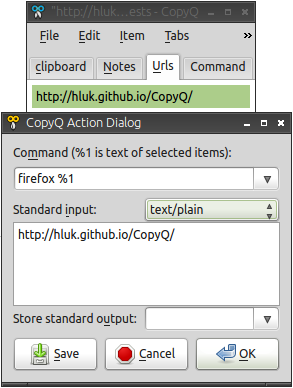 "http://hluk...ests - CopyQ
File Edit Item Tabs »
clipboard Notes Urls Command
http://hluk.github.io/CopyQ/
CopyQ Action Dialog
Command (%1 is text of selected items):
firefox %1
Standard input: text/plain
http://hluk.github.io/CopyQ/
Store standard output:
Save Cancel OK